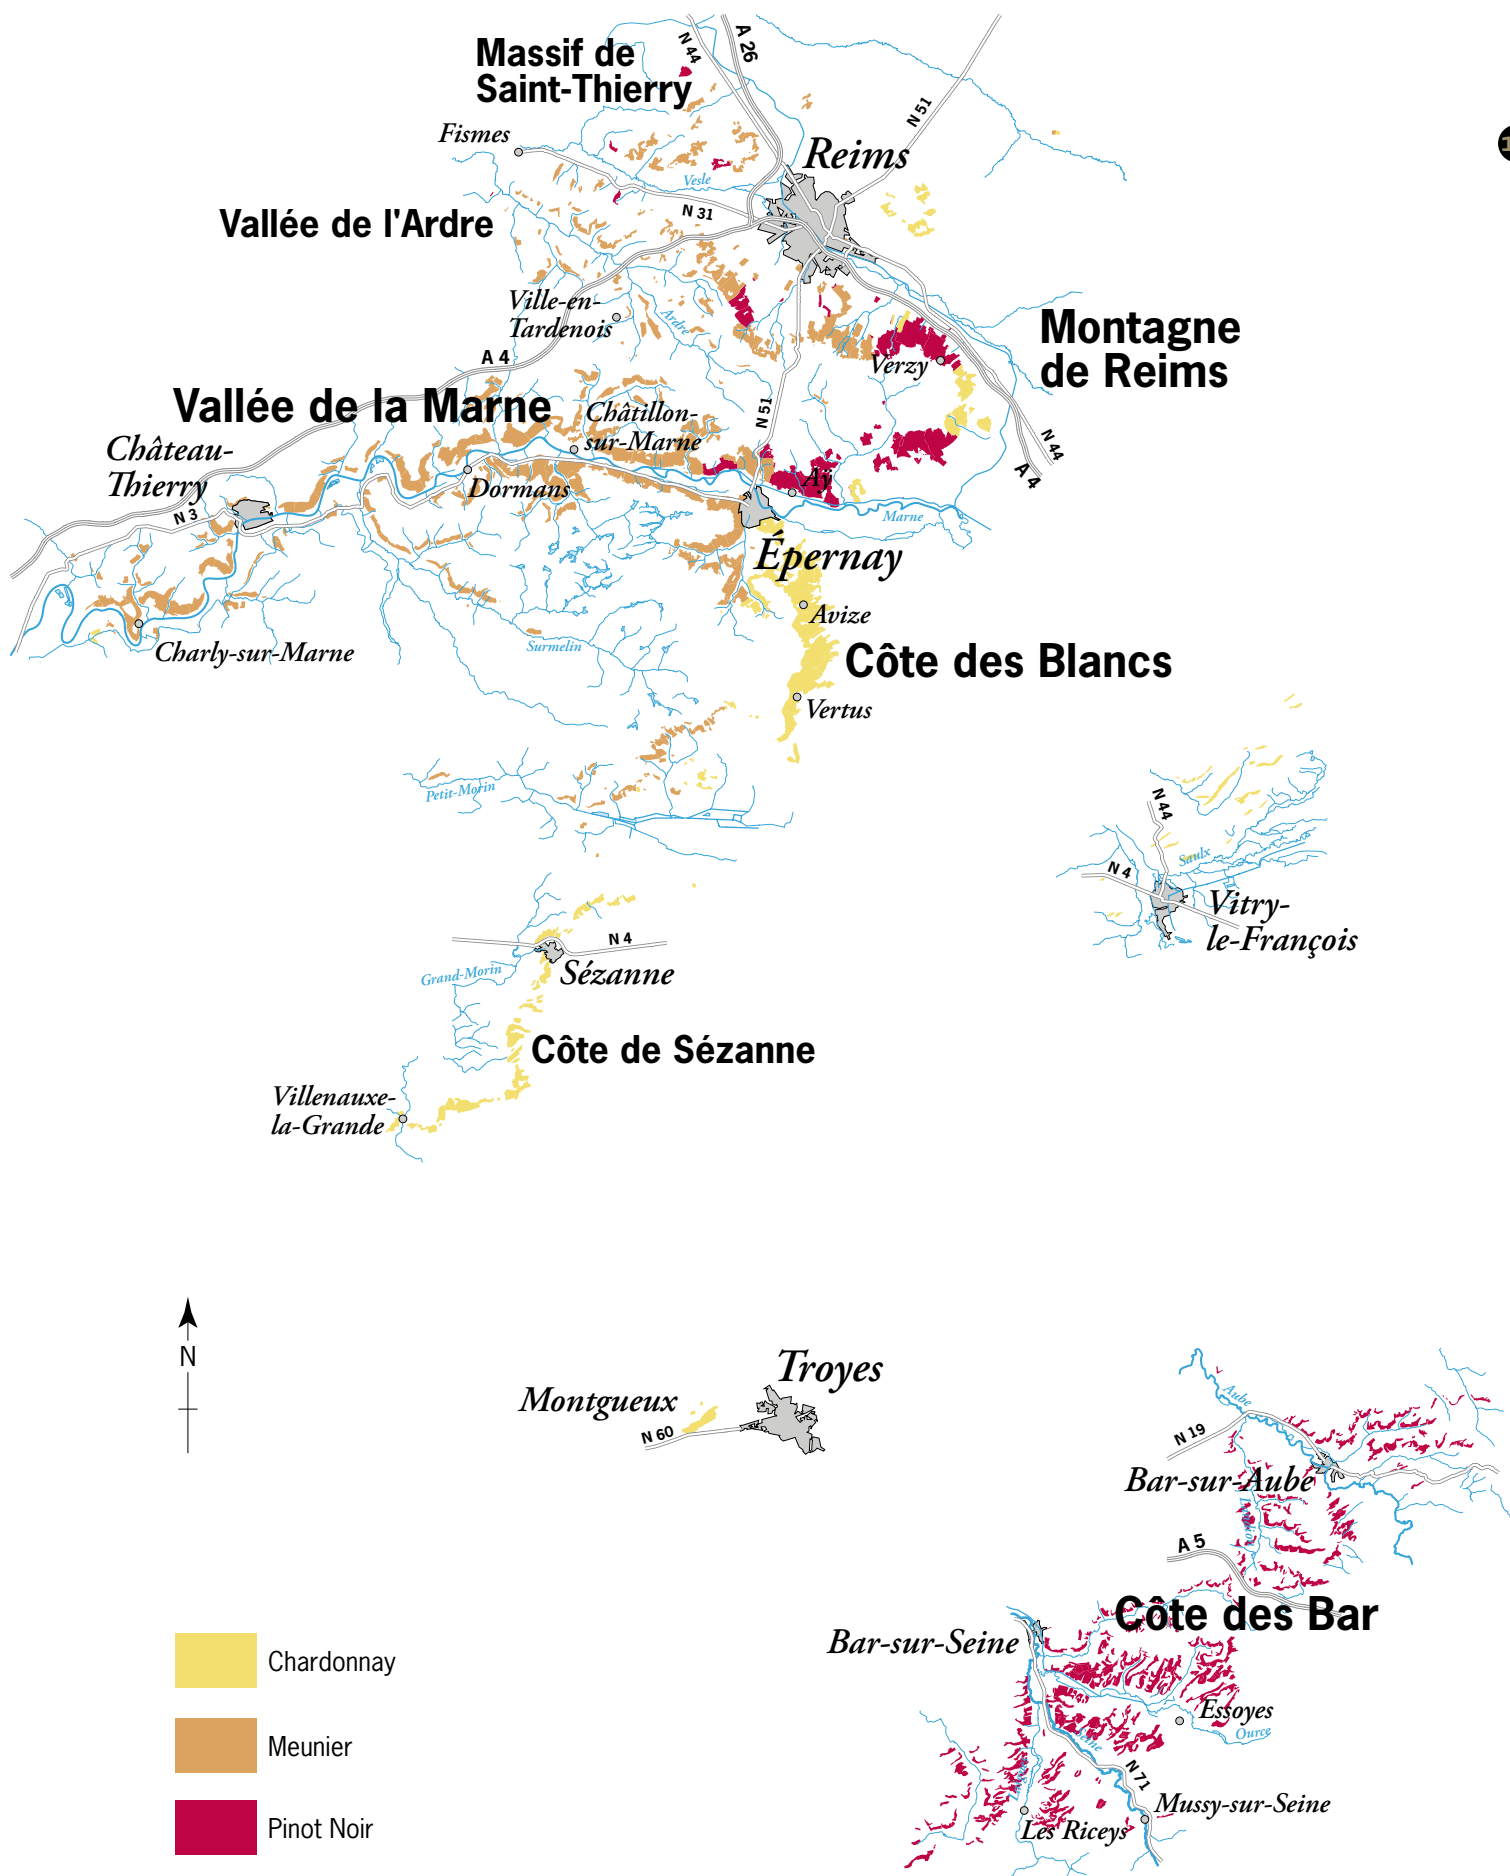 Massif de
Saint-Thierry
N 44
A 26
N 51
Fismes
Reims
Vesle
Vallée de l'Ardre
N 31
Ville-en-
Tardenois
Ardre
Montagne
de Reims
A 4
Verzy
Vallée de la Marne
Châtillon-
sur-Marne
N 51
N 44
A 4
Château-
Thierry
Dormans
Aÿ
N 3
Marne
Épernay
Avize
Charly-sur-Marne
Surmelin
Côte des Blancs
Vertus
Petit-Morin
N 44
Saulx
N 4
Vitry-
le-François
N 4
Grand-Morin
Sézanne
Côte de Sézanne
Villenauxe-
la-Grande
N
Troyes
Montgueux
N 60
Aube
N 19
Bar-sur-Aube
A 5
Côte des Bar
Bar-sur-Seine
Essoyes
Ource
Seine
N 71
Mussy-sur-Seine
Les Riceys
Chardonnay
Meunier
Pinot Noir